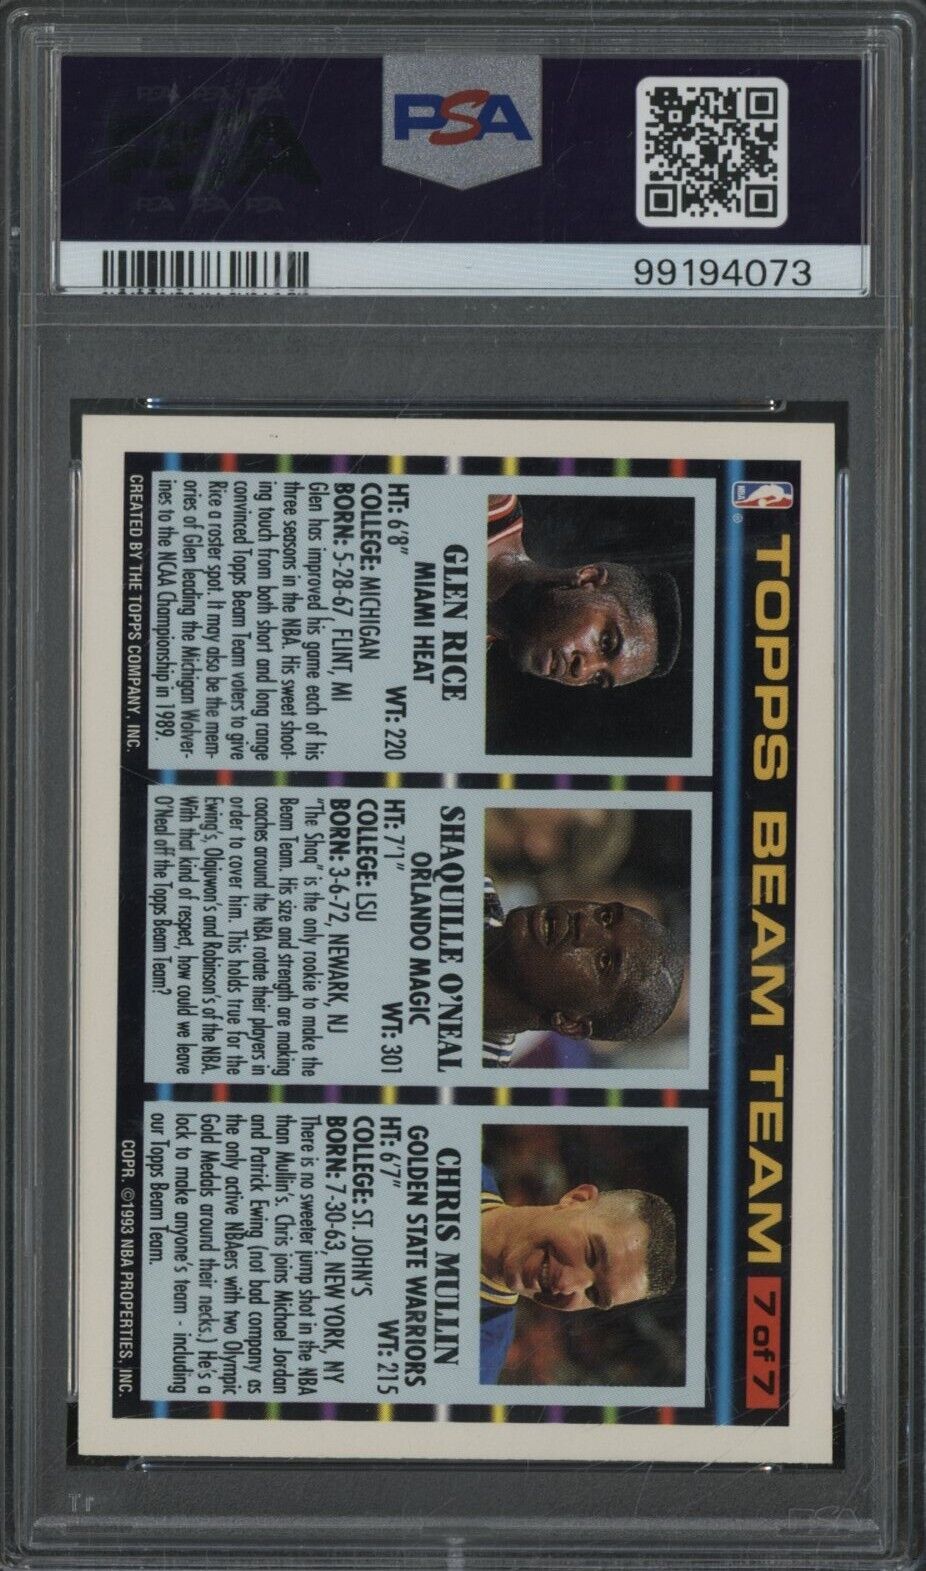 PSA PSA PSA
PSA
PSA PSA PSA
PSA
99194073
NBA
®
TOPPS BEAM TEAM 7 of 7
GLEN RICE
MIAMI HEAT
HT: 6'8" WT: 220
COLLEGE: MICHIGAN
BORN: 5-28-67, FLINT, MI
Glen has improved his game each of his
three seasons in the NBA. His sweet shoot-
ing touch from both short and long range
convinced Topps Beam Team voters to give
Rice a roster spot. It may also be the mem-
ories of Glen leading the Michigan Wolver-
ines to the NCAA Championship in 1989.
SHAQUILLE O'NEAL
ORLANDO MAGIC
HT: 7'1" WT: 301
COLLEGE: LSU
BORN: 3-6-72, NEWARK, NJ
"The Shaq" is the only rookie to make the
Beam Team. His size and strength are making
coaches around the NBA rotate their players in
order to cover him. This holds true for the
Ewing's, Olajuwon's and Robinson's of the NBA.
With that kind of respect, how could we leave
O'Neal off the Topps Beam Team?
CHRIS MULLIN
GOLDEN STATE WARRIORS
HT: 6'7" WT: 215
COLLEGE: ST. JOHN'S
BORN: 7-30-63, NEW YORK, NY
There is no sweeter jump shot in the NBA
than Mullin's. Chris joins Michael Jordan
and Patrick Ewing (not bad company as
the only active NBAers with two Olympic
Gold Medals around their necks.) He's a
lock to make anyone's team - including
our Topps Beam Team.
CREATED BY THE TOPPS COMPANY, INC.
COPR. ©1993 NBA PROPERTIES, INC.
PSA